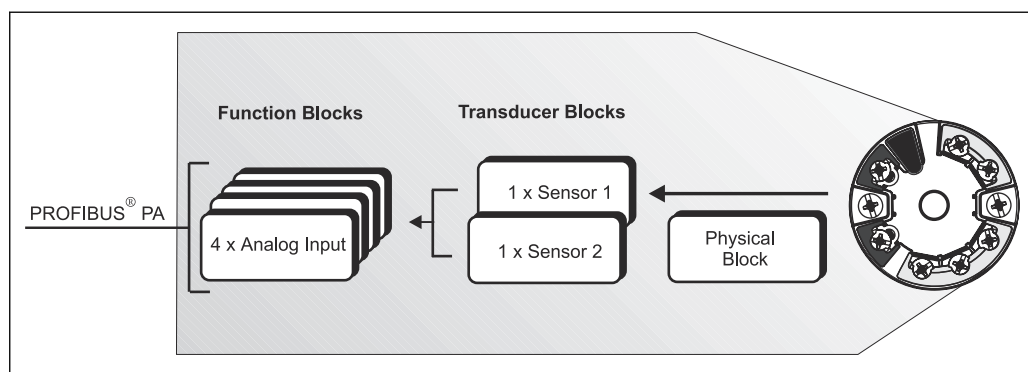 Function Blocks
Transducer Blocks
PROFIBUS® PA
4 x Analog Input
1 x Sensor 1
1 x Sensor 2
Physical
Block